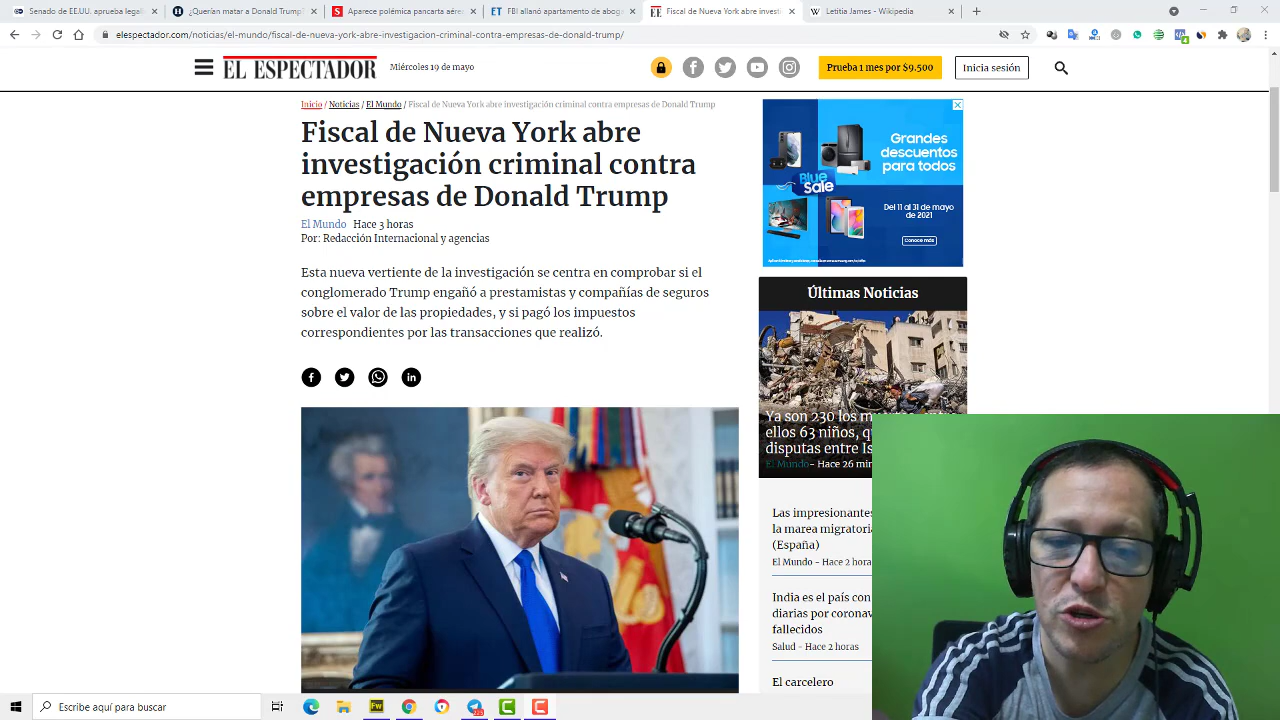 Senado de EE.UU. aprueba legal
¿Querían matar a Donald Trump?
Aparece polémica pancarta aére
FBI allanó apartamento de aboga
Fiscal de Nueva York abre investi
Letitia James - Wikipedia
elespectador.com/noticias/el-mundo/fiscal-de-nueva-york-abre-investigacion-criminal-contra-empresas-de-donald-trump/
EL ESPECTADOR
Miércoles 19 de mayo
Prueba 1 mes por $9.500
Inicia sesión
Inicio / Noticias / El Mundo / Fiscal de Nueva York abre investigación criminal contra empresas de Donald Trump
Fiscal de Nueva York abre
investigación criminal contra
empresas de Donald Trump
El Mundo Hace 3 horas
Por: Redacción Internacional y agencias
Esta nueva vertiente de la investigación se centra en comprobar si el
conglomerado Trump engañó a prestamistas y compañías de seguros
sobre el valor de las propiedades, y si pagó los impuestos
correspondientes por las transacciones que realizó.
Grandes
descuentos
para todos
Blue
Sale
Del 11 al 31 de mayo
de 2021
Conoce más
Últimas Noticias
Ya son 230 los m
ellos 63 niños, q
disputas entre Is
El Mundo - Hace 26 min
Las impresionantes
la marea migratoria
(España)
El Mundo - Hace 2 hora
India es el país con
diarias por coronav
fallecidos
Salud - Hace 2 horas
El carcelero
Escribe aquí para buscar